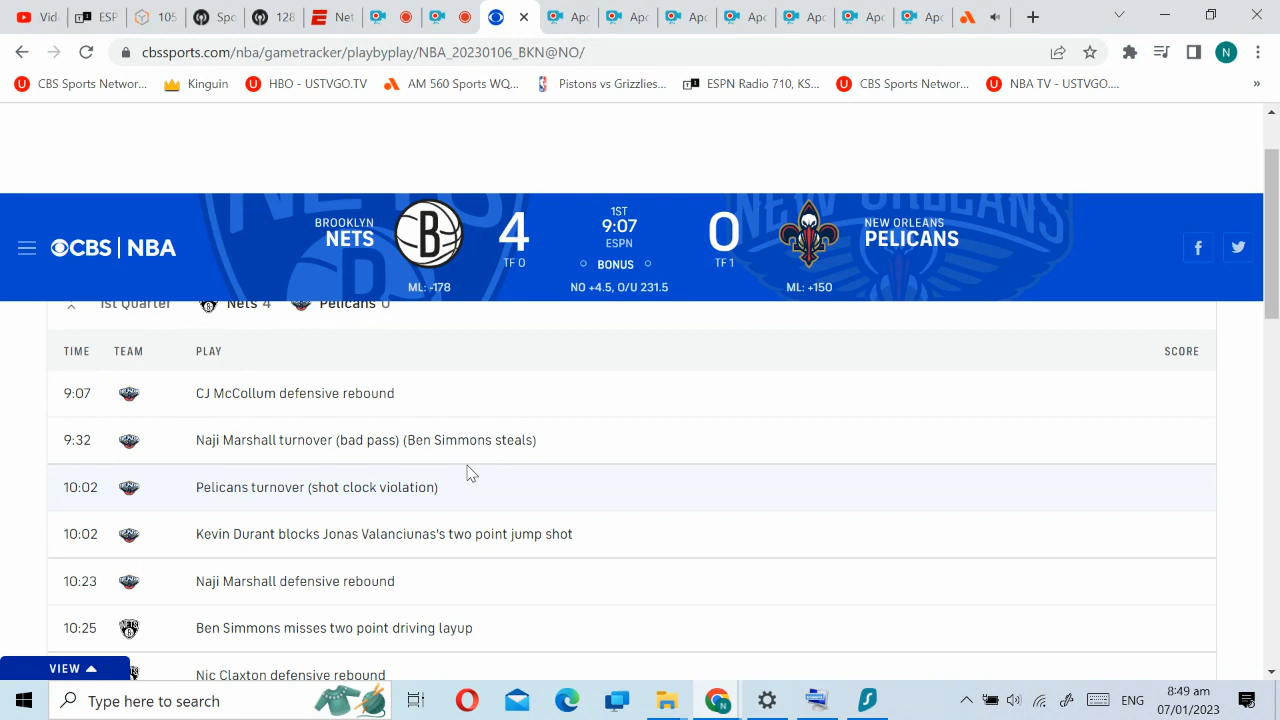 Vid
ESP
105
Spc
128
Net
Apc
Apc
Apc
Apc
Apc
Apc
Apc
cbssports.com/nba/gametracker/playbyplay/NBA_20230106_BKN@NO/
N
CBS Sports Networ... Kinguin HBO - USTVGO.TV AM 560 Sports WQ... Pistons vs Grizzlies... ESPN Radio 710, KS... CBS Sports Networ... NBA TV - USTVGO.... »
CBS | NBA
BROOKLYN
NETS
B
4
TF 0
ML: -178
1ST
9:07
ESPN
BONUS
NO +4.5, O/U 231.5
0
TF 1
NEW ORLEANS
PELICANS
ML: +150
1st Quarter Nets 4 Pelicans 0
TIME TEAM PLAY SCORE
9:07 CJ McCollum defensive rebound
9:32 Naji Marshall turnover (bad pass) (Ben Simmons steals)
10:02 Pelicans turnover (shot clock violation)
10:02 Kevin Durant blocks Jonas Valanciunas's two point jump shot
10:23 Naji Marshall defensive rebound
10:25 Ben Simmons misses two point driving layup
Nic Claxton defensive rebound
VIEW
Type here to search
ENG
8:49 am
07/01/2023